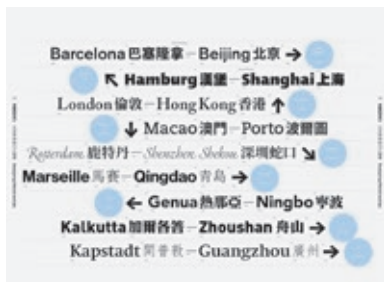 Barcelona 巴塞隆拿–Beijing 北京 →
↖ Hamburg 漢堡–Shanghai 上海
London 倫敦–Hong Kong 香港 ↑
↓ Macao 澳門–Porto 波爾圖
Rotterdam 鹿特丹–Shenzhen Shekou 深圳蛇口 ↘
Marseille 馬賽–Qingdao 青島 →
← Genua 熱那亞–Ningbo 寧波
Kalkutta 加爾各答–Zhoushan 舟山 →
Kapstadt 開普敦–Guangzhou 廣州 →